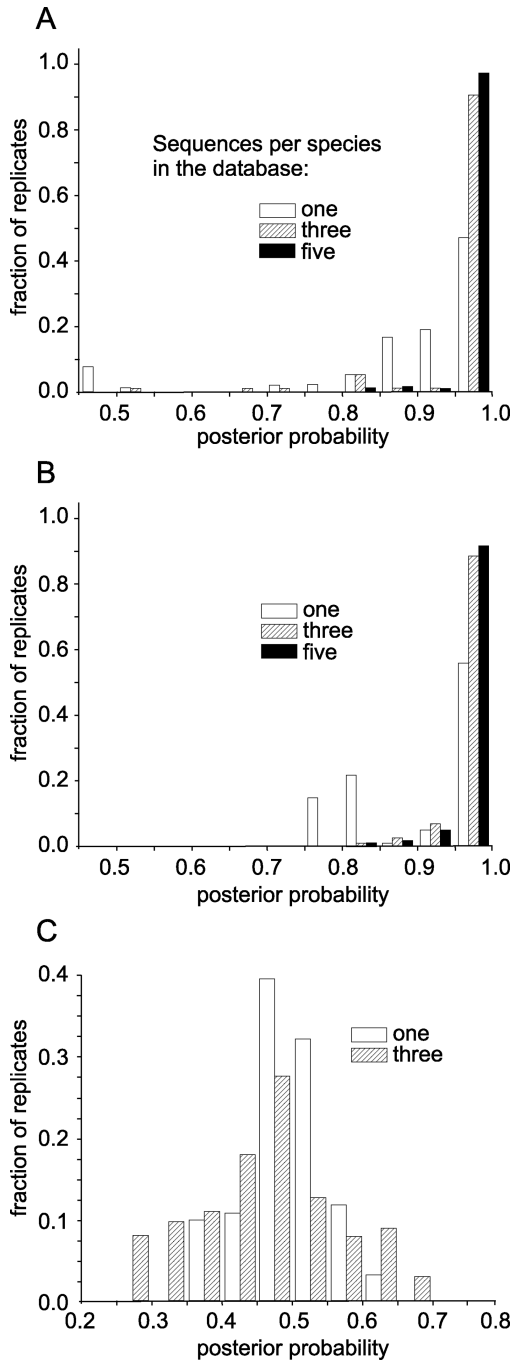 A
1.0
0.8
0.6
0.4
0.2
0.0
fraction of replicates
Sequences per species
in the database:
one
three
five
0.5 0.6 0.7 0.8 0.9 1.0
posterior probability
B
1.0
0.8
0.6
0.4
0.2
0.0
fraction of replicates
one
three
five
0.5 0.6 0.7 0.8 0.9 1.0
posterior probability
C
0.4
0.3
0.2
0.1
0.0
fraction of replicates
one
three
0.2 0.3 0.4 0.5 0.6 0.7 0.8
posterior probability